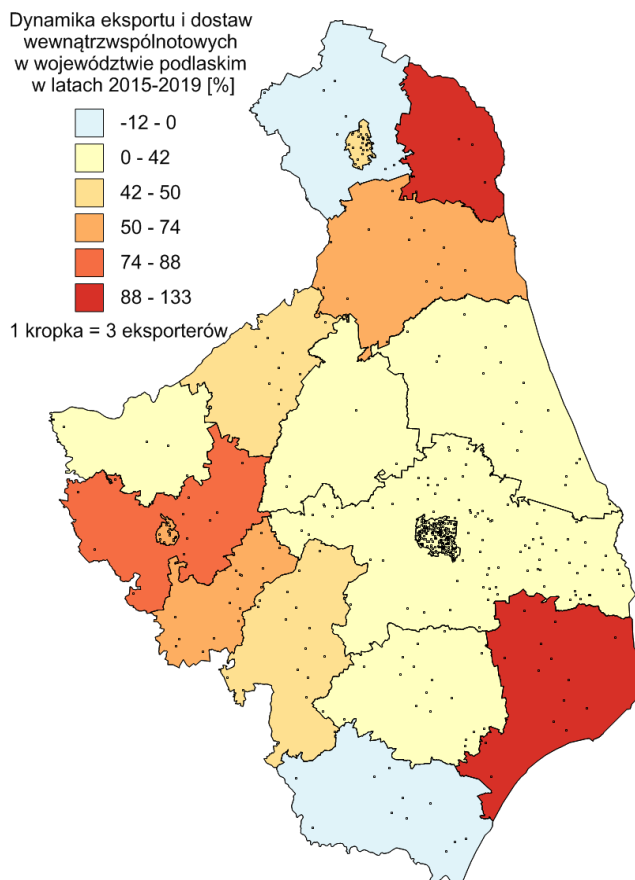 Dynamika eksportu i dostaw
wewnątrzwspólnotowych
w województwie podlaskim
w latach 2015-2019 [%]
-12 - 0
0 - 42
42 - 50
50 - 74
74 - 88
88 - 133
1 kropka = 3 eksporterów